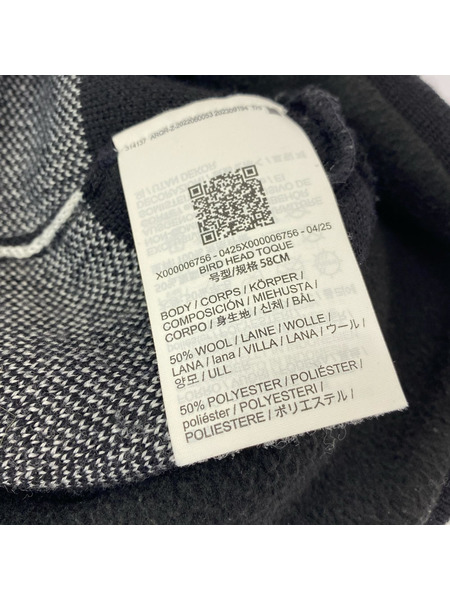 X000006756 - 0425X000006756 - 04/25
BIRD HEAD TOQUE
号型/规格 58CM
BODY / CORPS / KÖRPER /
COMPOSICIÓN / MIEHUSTA /
CORPO / 身生地 / 신체 / BAL
50% WOOL / LAINE / WOLLE /
LANA / lana / VILLA / LANA / ウール /
양모 / ULL
50% POLYESTER / POLIÉSTER /
poliéster / POLYESTERI /
POLIESTERE / ポリエステル /